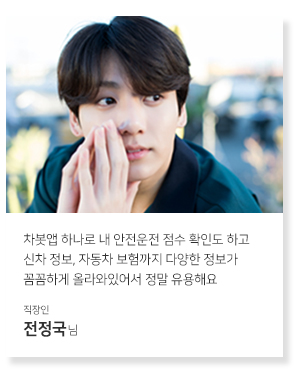 차봇앱 하나로 내 안전운전 점수 확인도 하고
신차 정보, 자동차 보험까지 다양한 정보가
꼼꼼하게 올라와있어서 정말 유용해요
직장인
전정국 님